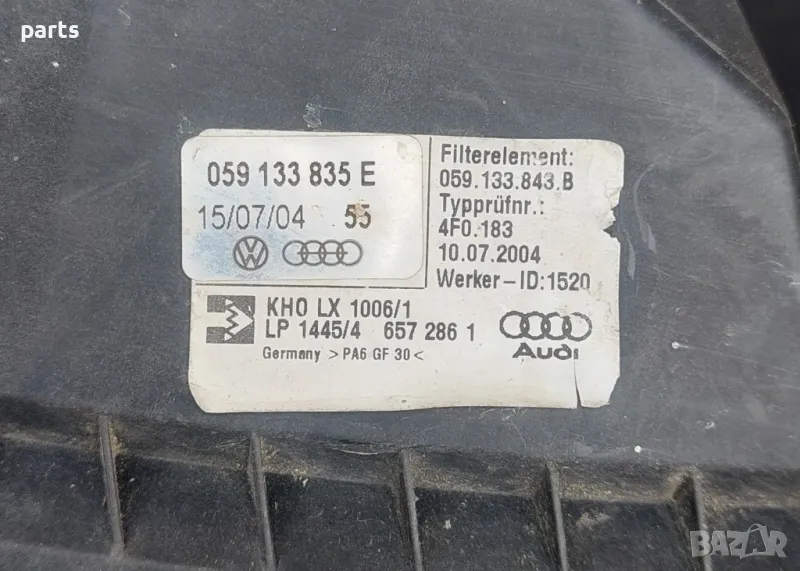 parts
059 133 835 E
15/07/04 55
Filterelement:
059.133.843.B
Typprüfnr.:
4F0.183
10.07.2004
Werker-ID:1520
KHO LX 1006/1
LP 1445/4 657 286 1
Germany >PA6 GF 30<
Audi
BAZAR